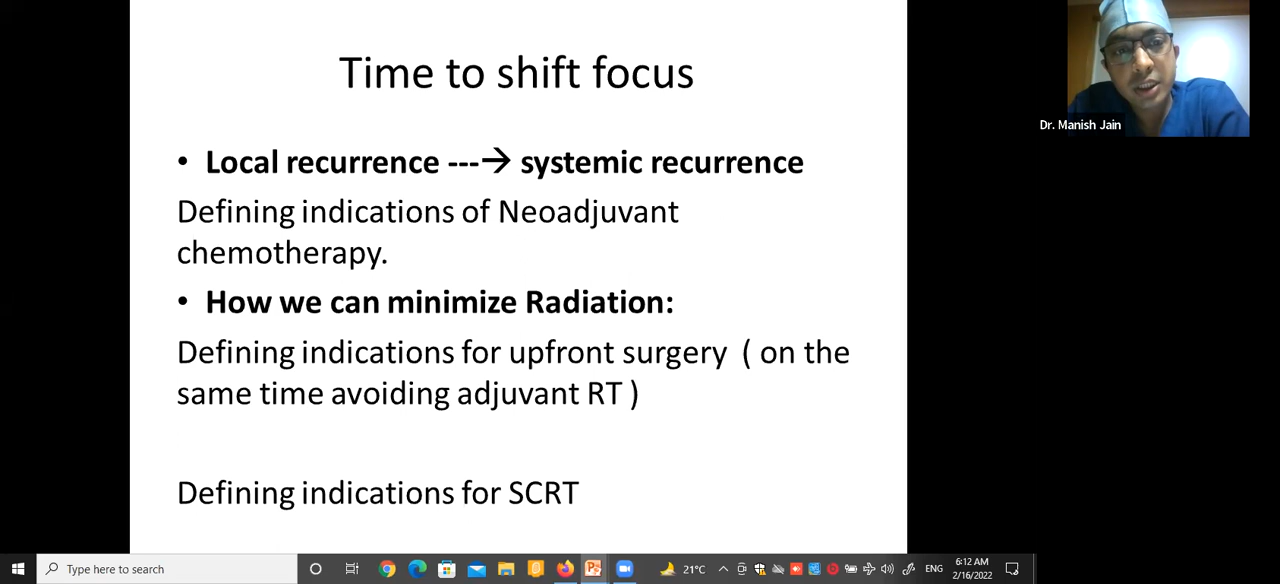 Time to shift focus
• Local recurrence ---→ systemic recurrence
Defining indications of Neoadjuvant
chemotherapy.
• How we can minimize Radiation:
Defining indications for upfront surgery ( on the
same time avoiding adjuvant RT )
Defining indications for SCRT
Dr. Manish Jain
Type here to search
21°C
ENG
6:12 AM
2/16/2022